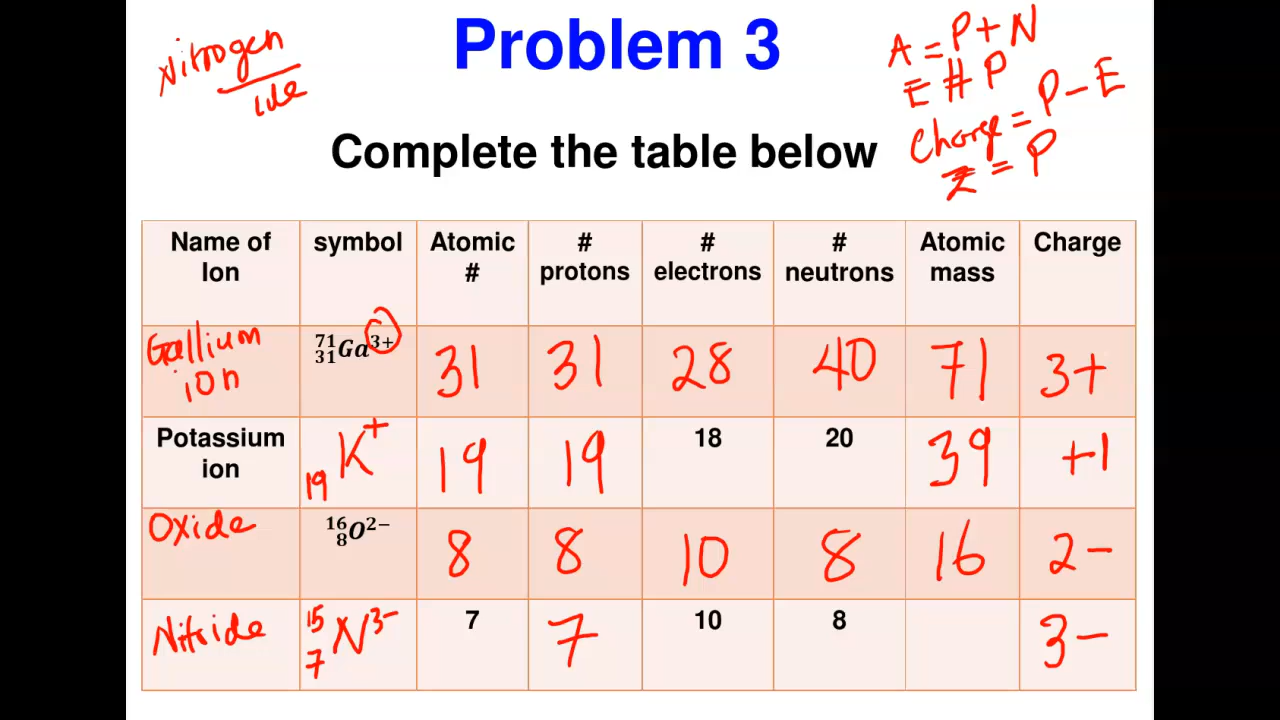 Nitrogen
ide
Problem 3
A = P + N
E # P
Charge = P - E
Z = P
Complete the table below
Name of Ion symbol Atomic # # protons # electrons # neutrons Atomic mass Charge
Gallium ion ⁷¹₃₁Ga³⁺ 31 31 28 40 71 3+
Potassium ion ₁₉K⁺ 19 19 18 20 39 +1
Oxide ¹⁶₈O²⁻ 8 8 10 8 16 2-
Nitride ¹⁵₇N³⁻ 7 7 10 8 3-